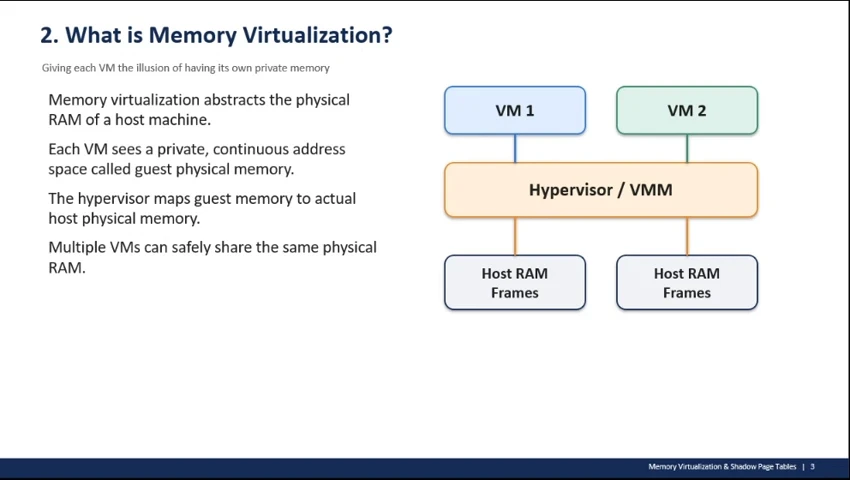 2. What is Memory Virtualization?
Giving each VM the illusion of having its own private memory
Memory virtualization abstracts the physical
RAM of a host machine.
Each VM sees a private, continuous address
space called guest physical memory.
The hypervisor maps guest memory to actual
host physical memory.
Multiple VMs can safely share the same physical
RAM.
VM 1
VM 2
Hypervisor / VMM
Host RAM
Frames
Host RAM
Frames
Memory Virtualization & Shadow Page Tables | 3